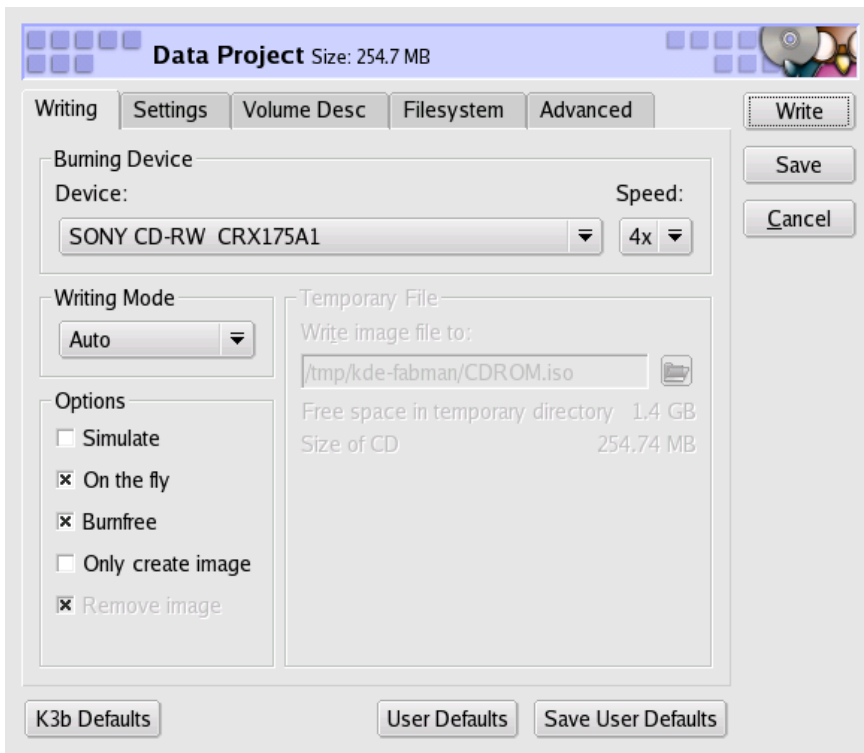 Data Project Size: 254.7 MB
Writing Settings Volume Desc Filesystem Advanced
Write
Save
Cancel
Burning Device
Device: Speed:
SONY CD-RW CRX175A1 4x
Writing Mode
Auto
Temporary File
Write image file to:
/tmp/kde-fabman/CDROM.iso
Free space in temporary directory 1.4 GB
Size of CD 254.74 MB
Options
Simulate
On the fly
Burnfree
Only create image
Remove image
K3b Defaults User Defaults Save User Defaults